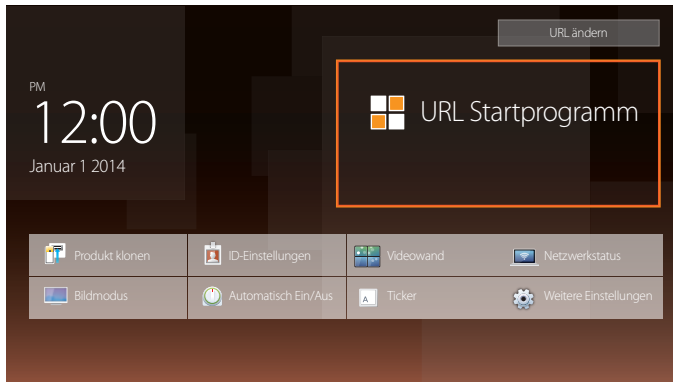 URL ändern
PM
12:00
Januar 1 2014
URL Startprogramm
Produkt klonen
ID-Einstellungen
Videowand
Netzwerkstatus
Bildmodus
Automatisch Ein/Aus
A
Ticker
Weitere Einstellungen